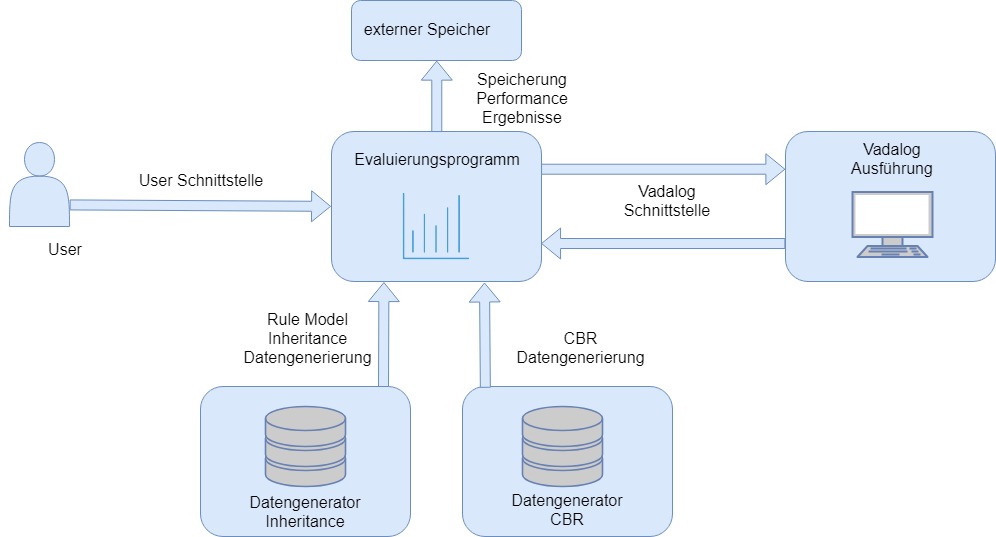 externer Speicher
Speicherung
Performance
Ergebnisse
Evaluierungsprogramm
Vadalog
Ausführung
User Schnittstelle
Vadalog
Schnittstelle
User
Rule Model
Inheritance
Datengenerierung
CBR
Datengenerierung
Datengenerator
Inheritance
Datengenerator
CBR